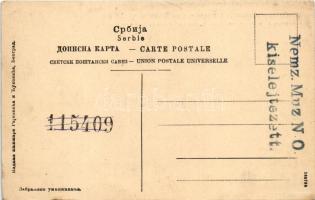 Србија
Serbie
ДОПИСНА КАРТА — CARTE POSTALE
СВЕТСКИ ПОШТАНСКИ САВЕЗ — UNION POSTALE UNIVERSELLE
115409
Nemz. Muz N.O.
kiselejtezett.
Забрањено умножавање.